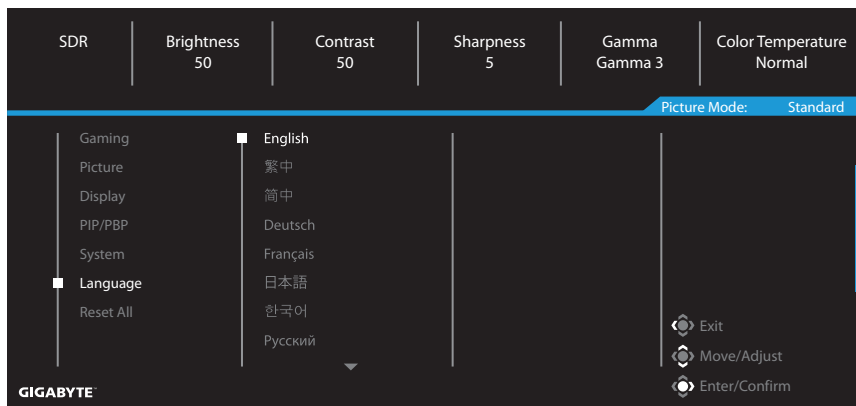 SDR
Brightness
50
Contrast
50
Sharpness
5
Gamma
Gamma 3
Color Temperature
Normal
Picture Mode: Standard
Gaming
Picture
Display
PIP/PBP
System
Language
Reset All
English
繁中
简中
Deutsch
Français
日本語
한국어
Русский
Exit
Move/Adjust
Enter/Confirm
GIGABYTE™